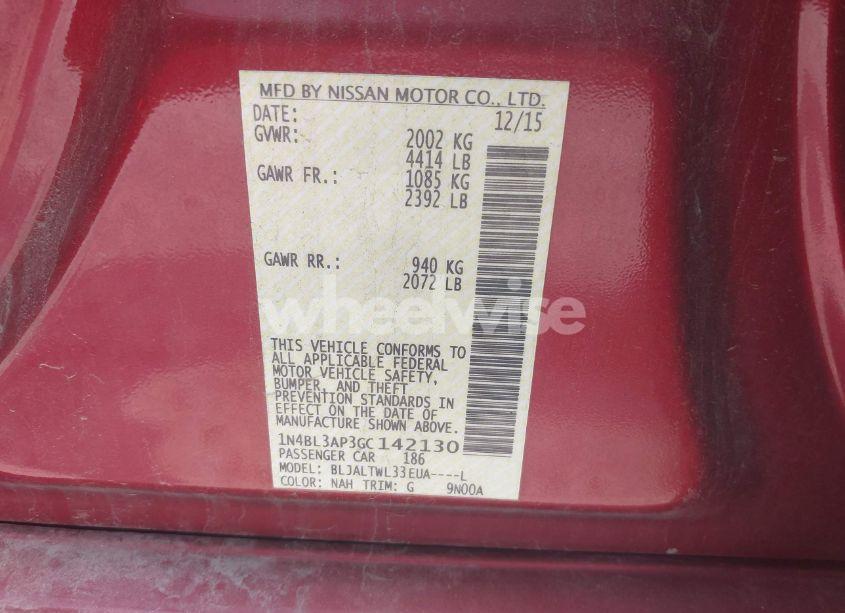 MFD BY NISSAN MOTOR CO., LTD.
DATE: 12/15
GVWR: 2002 KG
4414 LB
GAWR FR.: 1085 KG
2392 LB
GAWR RR.: 940 KG
2072 LB
wheelwise
THIS VEHICLE CONFORMS TO
ALL APPLICABLE FEDERAL
MOTOR VEHICLE SAFETY,
BUMPER, AND THEFT
PREVENTION STANDARDS IN
EFFECT ON THE DATE OF
MANUFACTURE SHOWN ABOVE.
1N4BL3AP3GC142130
PASSENGER CAR 186
MODEL: BLJALTWL33EUA----L
COLOR: NAH TRIM: G 9N00A